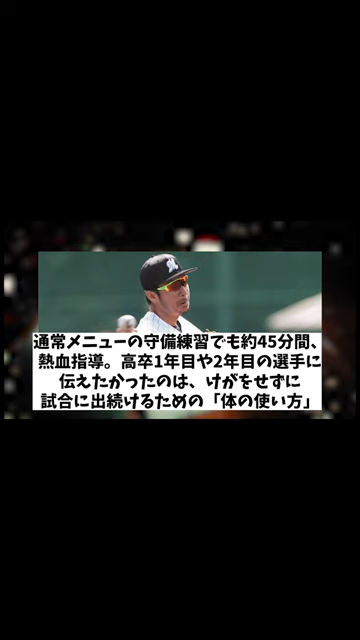 通常メニューの守備練習でも約45分間、
熱血指導。高卒1年目や2年目の選手に
伝えたかったのは、けがをせずに
試合に出続けるための「体の使い方」